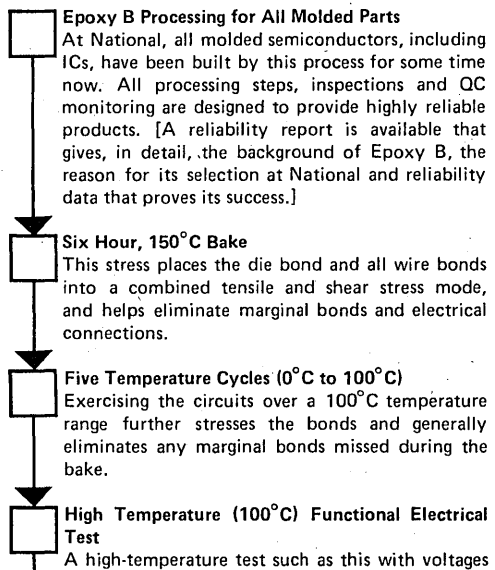 Epoxy B Processing for All Molded Parts
At National, all molded semiconductors, including
ICs, have been built by this process for some time
now. All processing steps, inspections and QC
monitoring are designed to provide highly reliable
products. [A reliability report is available that
gives, in detail, the background of Epoxy B, the
reason for its selection at National and reliability
data that proves its success.]
Six Hour, 150°C Bake
This stress places the die bond and all wire bonds
into a combined tensile and shear stress mode,
and helps eliminate marginal bonds and electrical
connections.
Five Temperature Cycles (0°C to 100°C)
Exercising the circuits over a 100°C temperature
range further stresses the bonds and generally
eliminates any marginal bonds missed during the
bake.
High Temperature (100°C) Functional Electrical
Test
A high-temperature test such as this with voltages